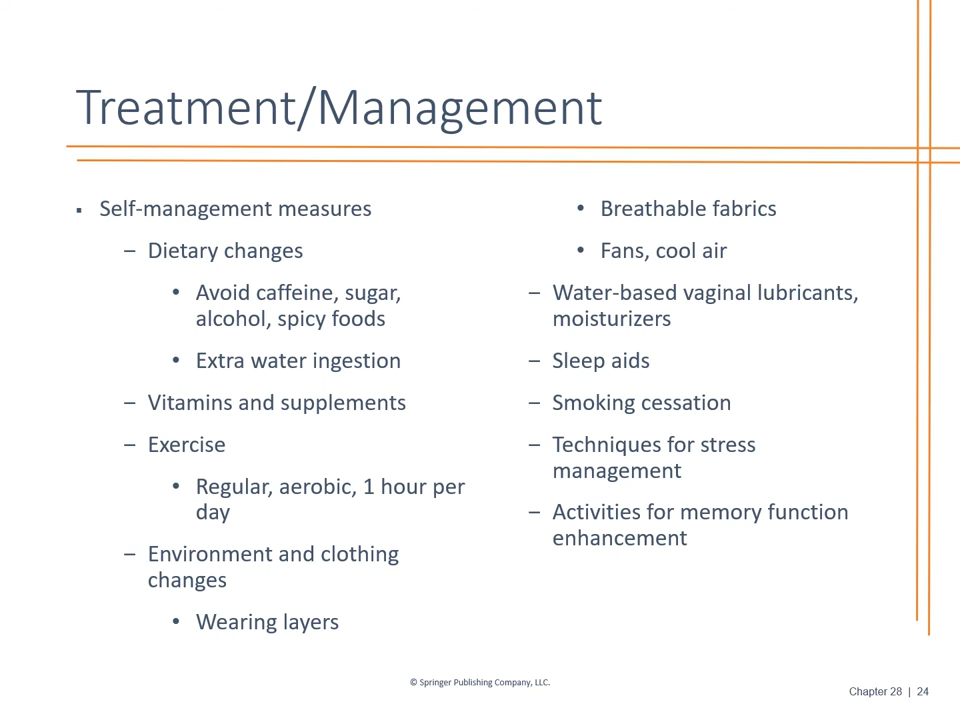 Treatment/Management
▪ Self-management measures
– Dietary changes
• Avoid caffeine, sugar,
alcohol, spicy foods
• Extra water ingestion
– Vitamins and supplements
– Exercise
• Regular, aerobic, 1 hour per
day
– Environment and clothing
changes
• Wearing layers
• Breathable fabrics
• Fans, cool air
– Water-based vaginal lubricants,
moisturizers
– Sleep aids
– Smoking cessation
– Techniques for stress
management
– Activities for memory function
enhancement
© Springer Publishing Company, LLC.
Chapter 28 | 24